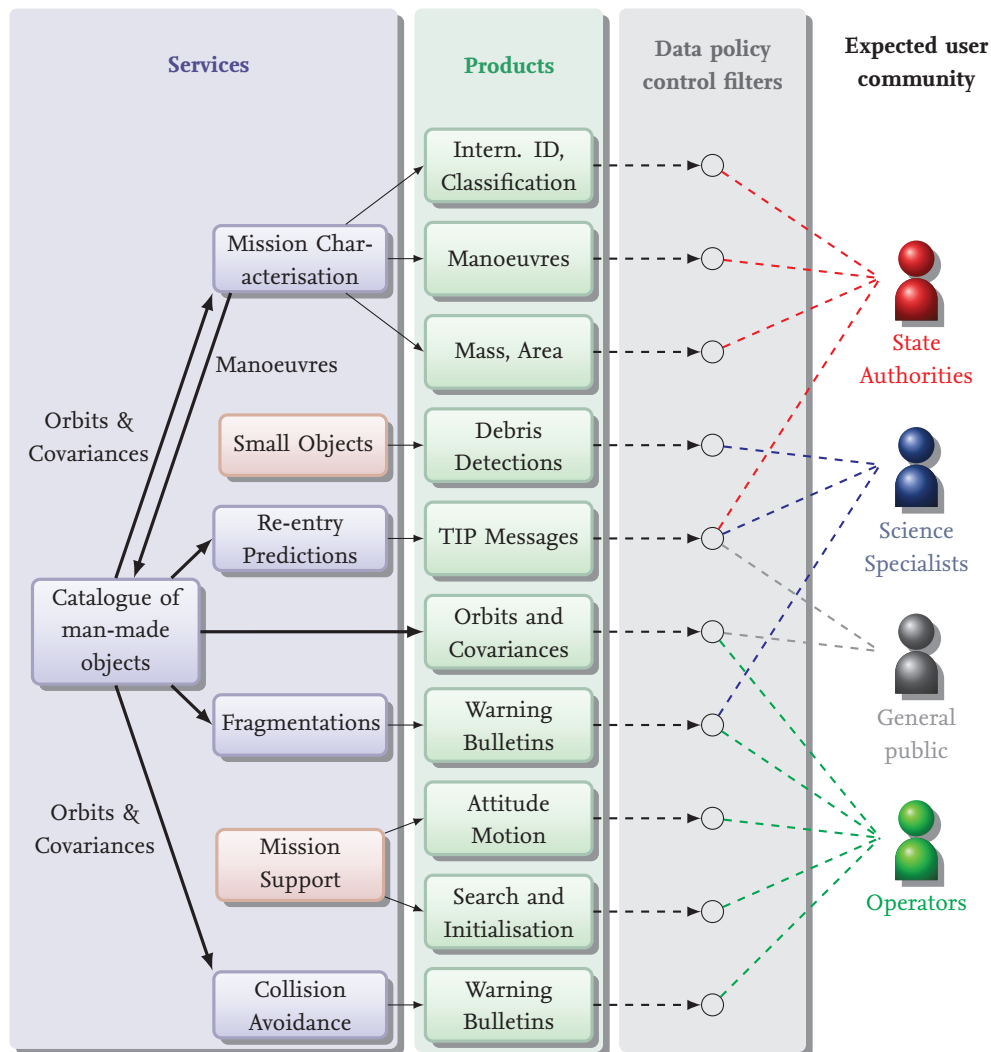 Services
Products
Data policy
control filters
Expected user
community
Intern. ID,
Classification
Mission Char-
acterisation
Manoeuvres
Manoeuvres
Mass, Area
State
Authorities
Orbits &
Covariances
Small Objects
Debris
Detections
Re-entry
Predictions
TIP Messages
Science
Specialists
Catalogue of
man-made
objects
Orbits and
Covariances
Fragmentations
Warning
Bulletins
General
public
Orbits &
Covariances
Mission
Support
Attitude
Motion
Search and
Initialisation
Operators
Collision
Avoidance
Warning
Bulletins